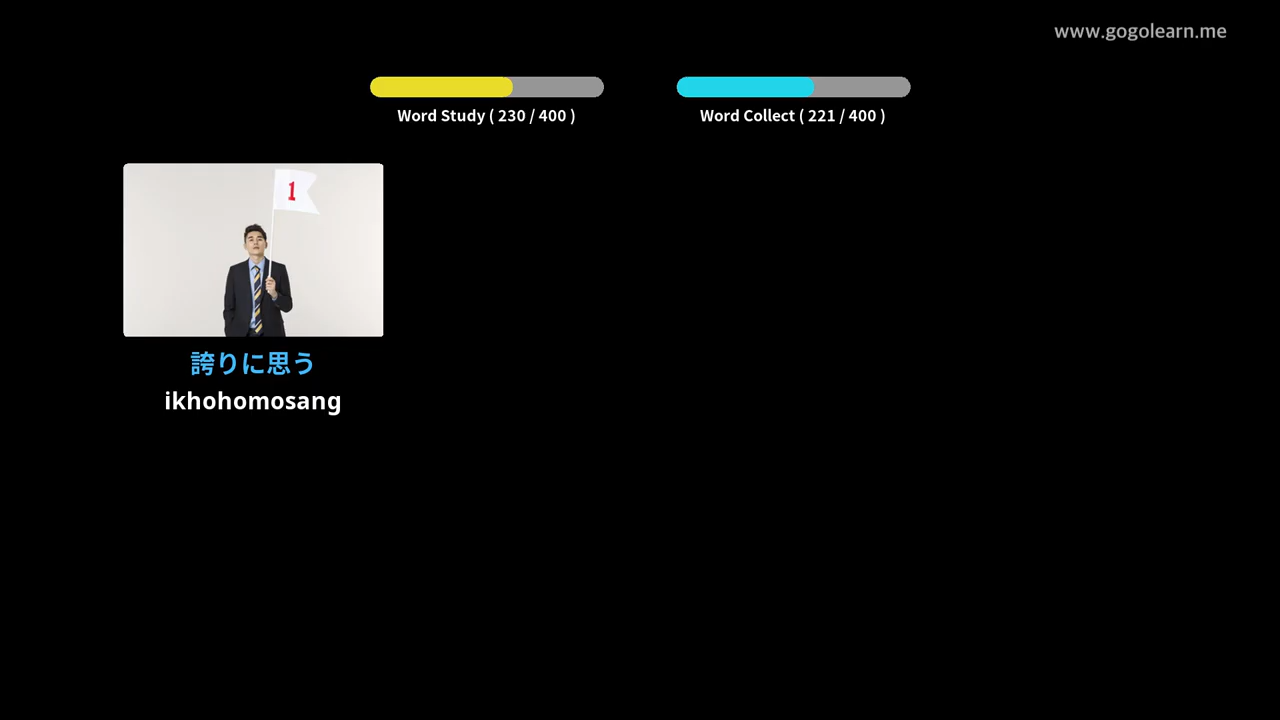 www.gogolearn.me
Word Study ( 230 / 400 )
Word Collect ( 221 / 400 )
1
誇りに思う
ikhohomosang